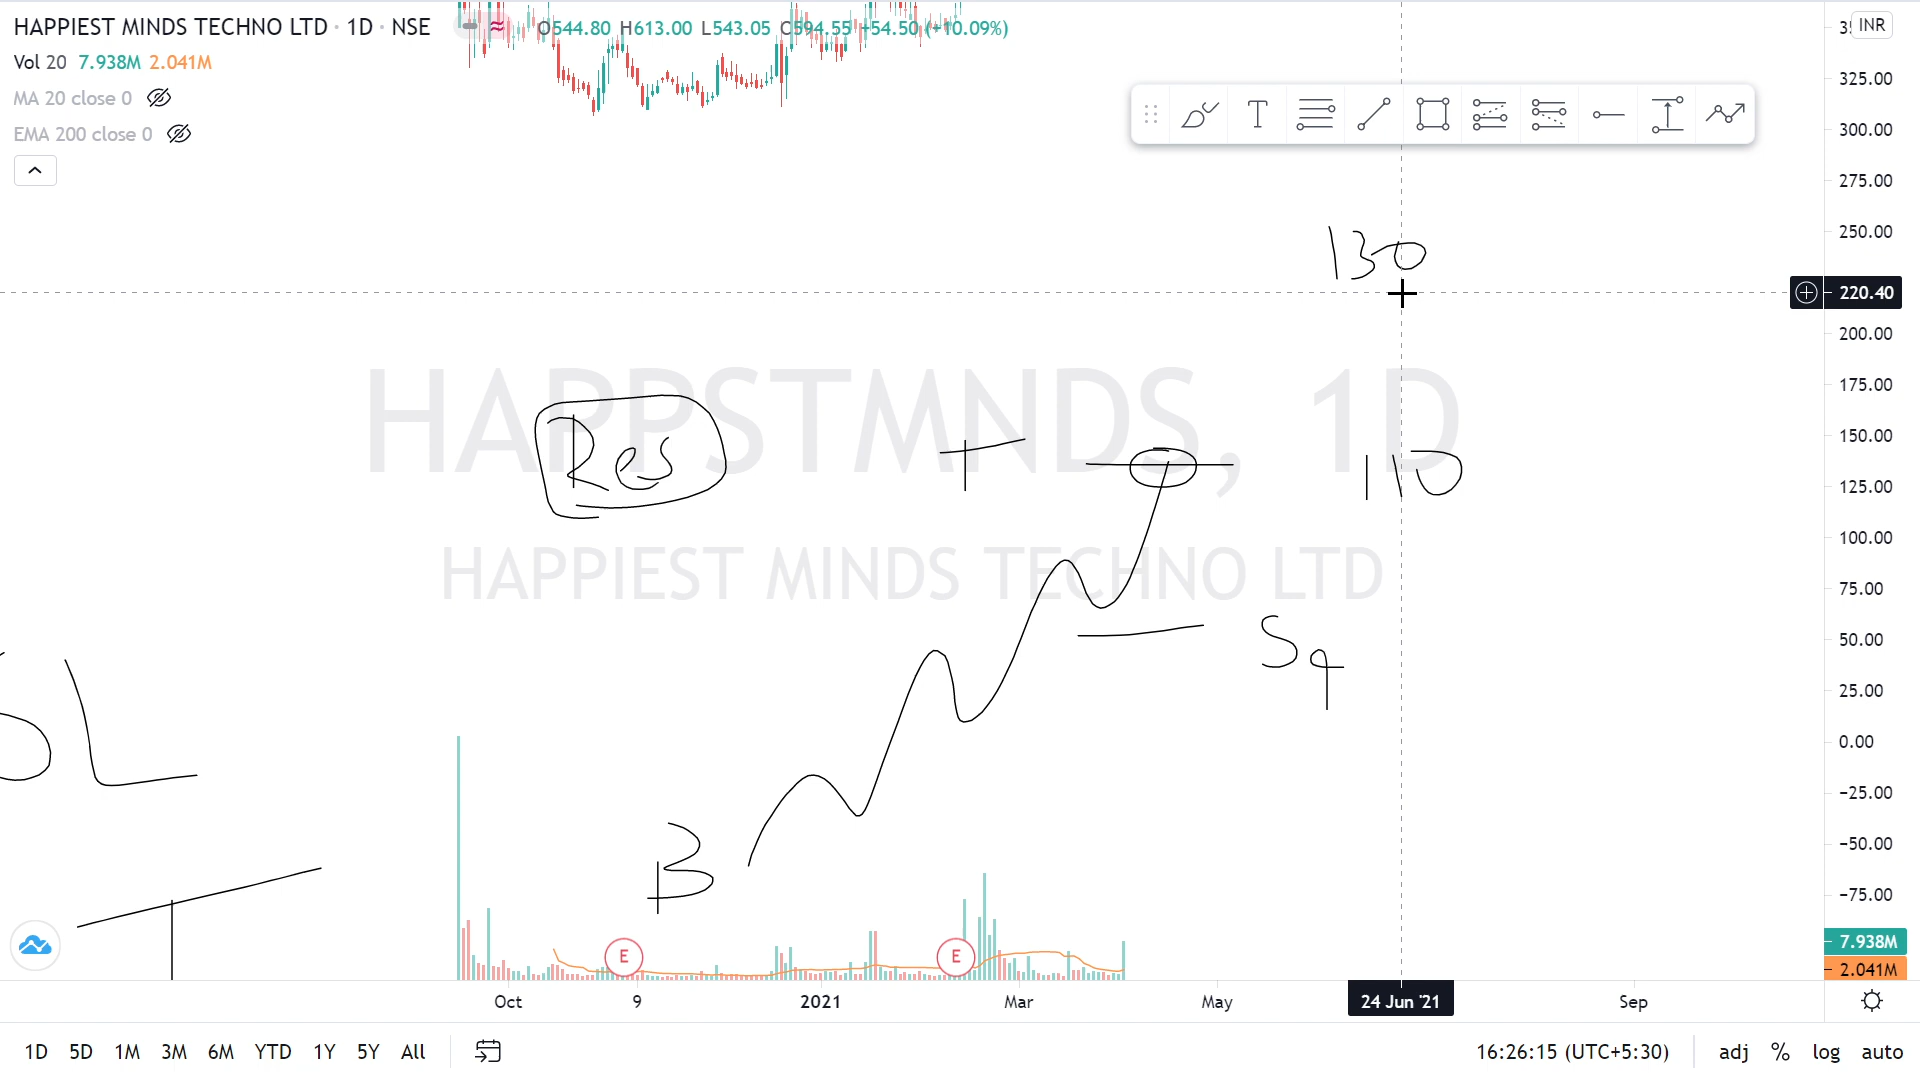 HAPPIEST MINDS TECHNO LTD · 1D · NSE
O544.80 H613.00 L543.05 C594.55 +54.50 (+10.09%)
INR
Vol 20 7.938M 2.041M
MA 20 close 0
EMA 200 close 0
T
325.00
300.00
275.00
250.00
220.40
200.00
175.00
150.00
125.00
100.00
75.00
50.00
25.00
0.00
−25.00
−50.00
−75.00
7.938M
2.041M
130
HAPPSTMNDS, 1D
HAPPIEST MINDS TECHNO LTD
Res
T
110
Sq
SL
B
T
E
E
Oct 9 2021 Mar May 24 Jun '21 Sep
1D 5D 1M 3M 6M YTD 1Y 5Y All
16:26:15 (UTC+5:30) adj % log auto